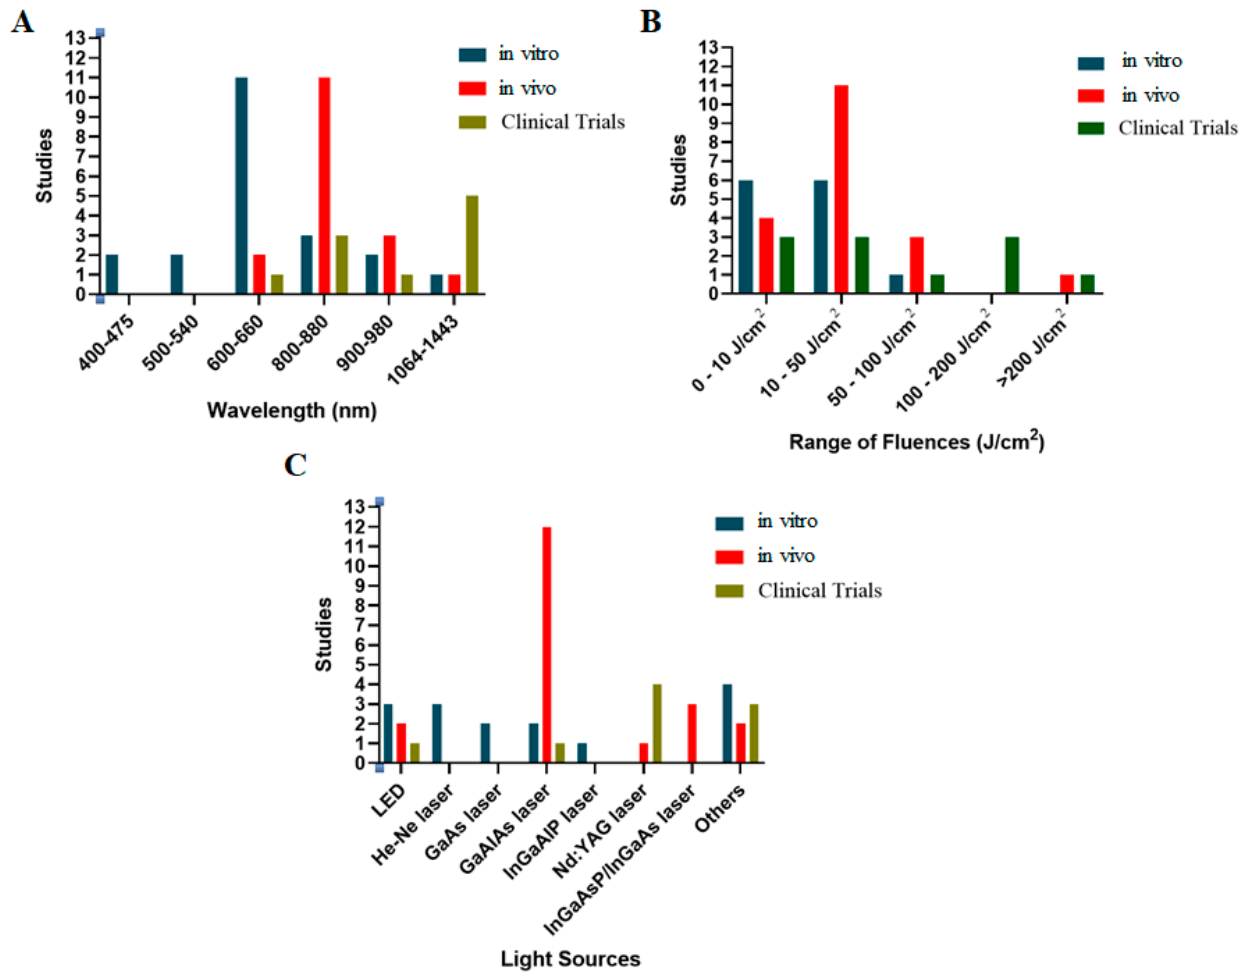 A
13
12
11
10
9
8
7
6
5
4
3
2
1
0
Studies
in vitro
in vivo
Clinical Trials
400-475
500-540
600-660
800-880
900-980
1064-1443
Wavelength (nm)
B
13
12
11
10
9
8
7
6
5
4
3
2
1
0
Studies
in vitro
in vivo
Clinical Trials
0 - 10 J/cm²
10 - 50 J/cm²
50 - 100 J/cm²
100 - 200 J/cm²
>200 J/cm²
Range of Fluences (J/cm²)
C
13
12
11
10
9
8
7
6
5
4
3
2
1
0
Studies
in vitro
in vivo
Clinical Trials
LED
He-Ne laser
GaAs laser
GaAlAs laser
InGaAlP laser
Nd:YAG laser
InGaAsP/InGaAs laser
Others
Light Sources